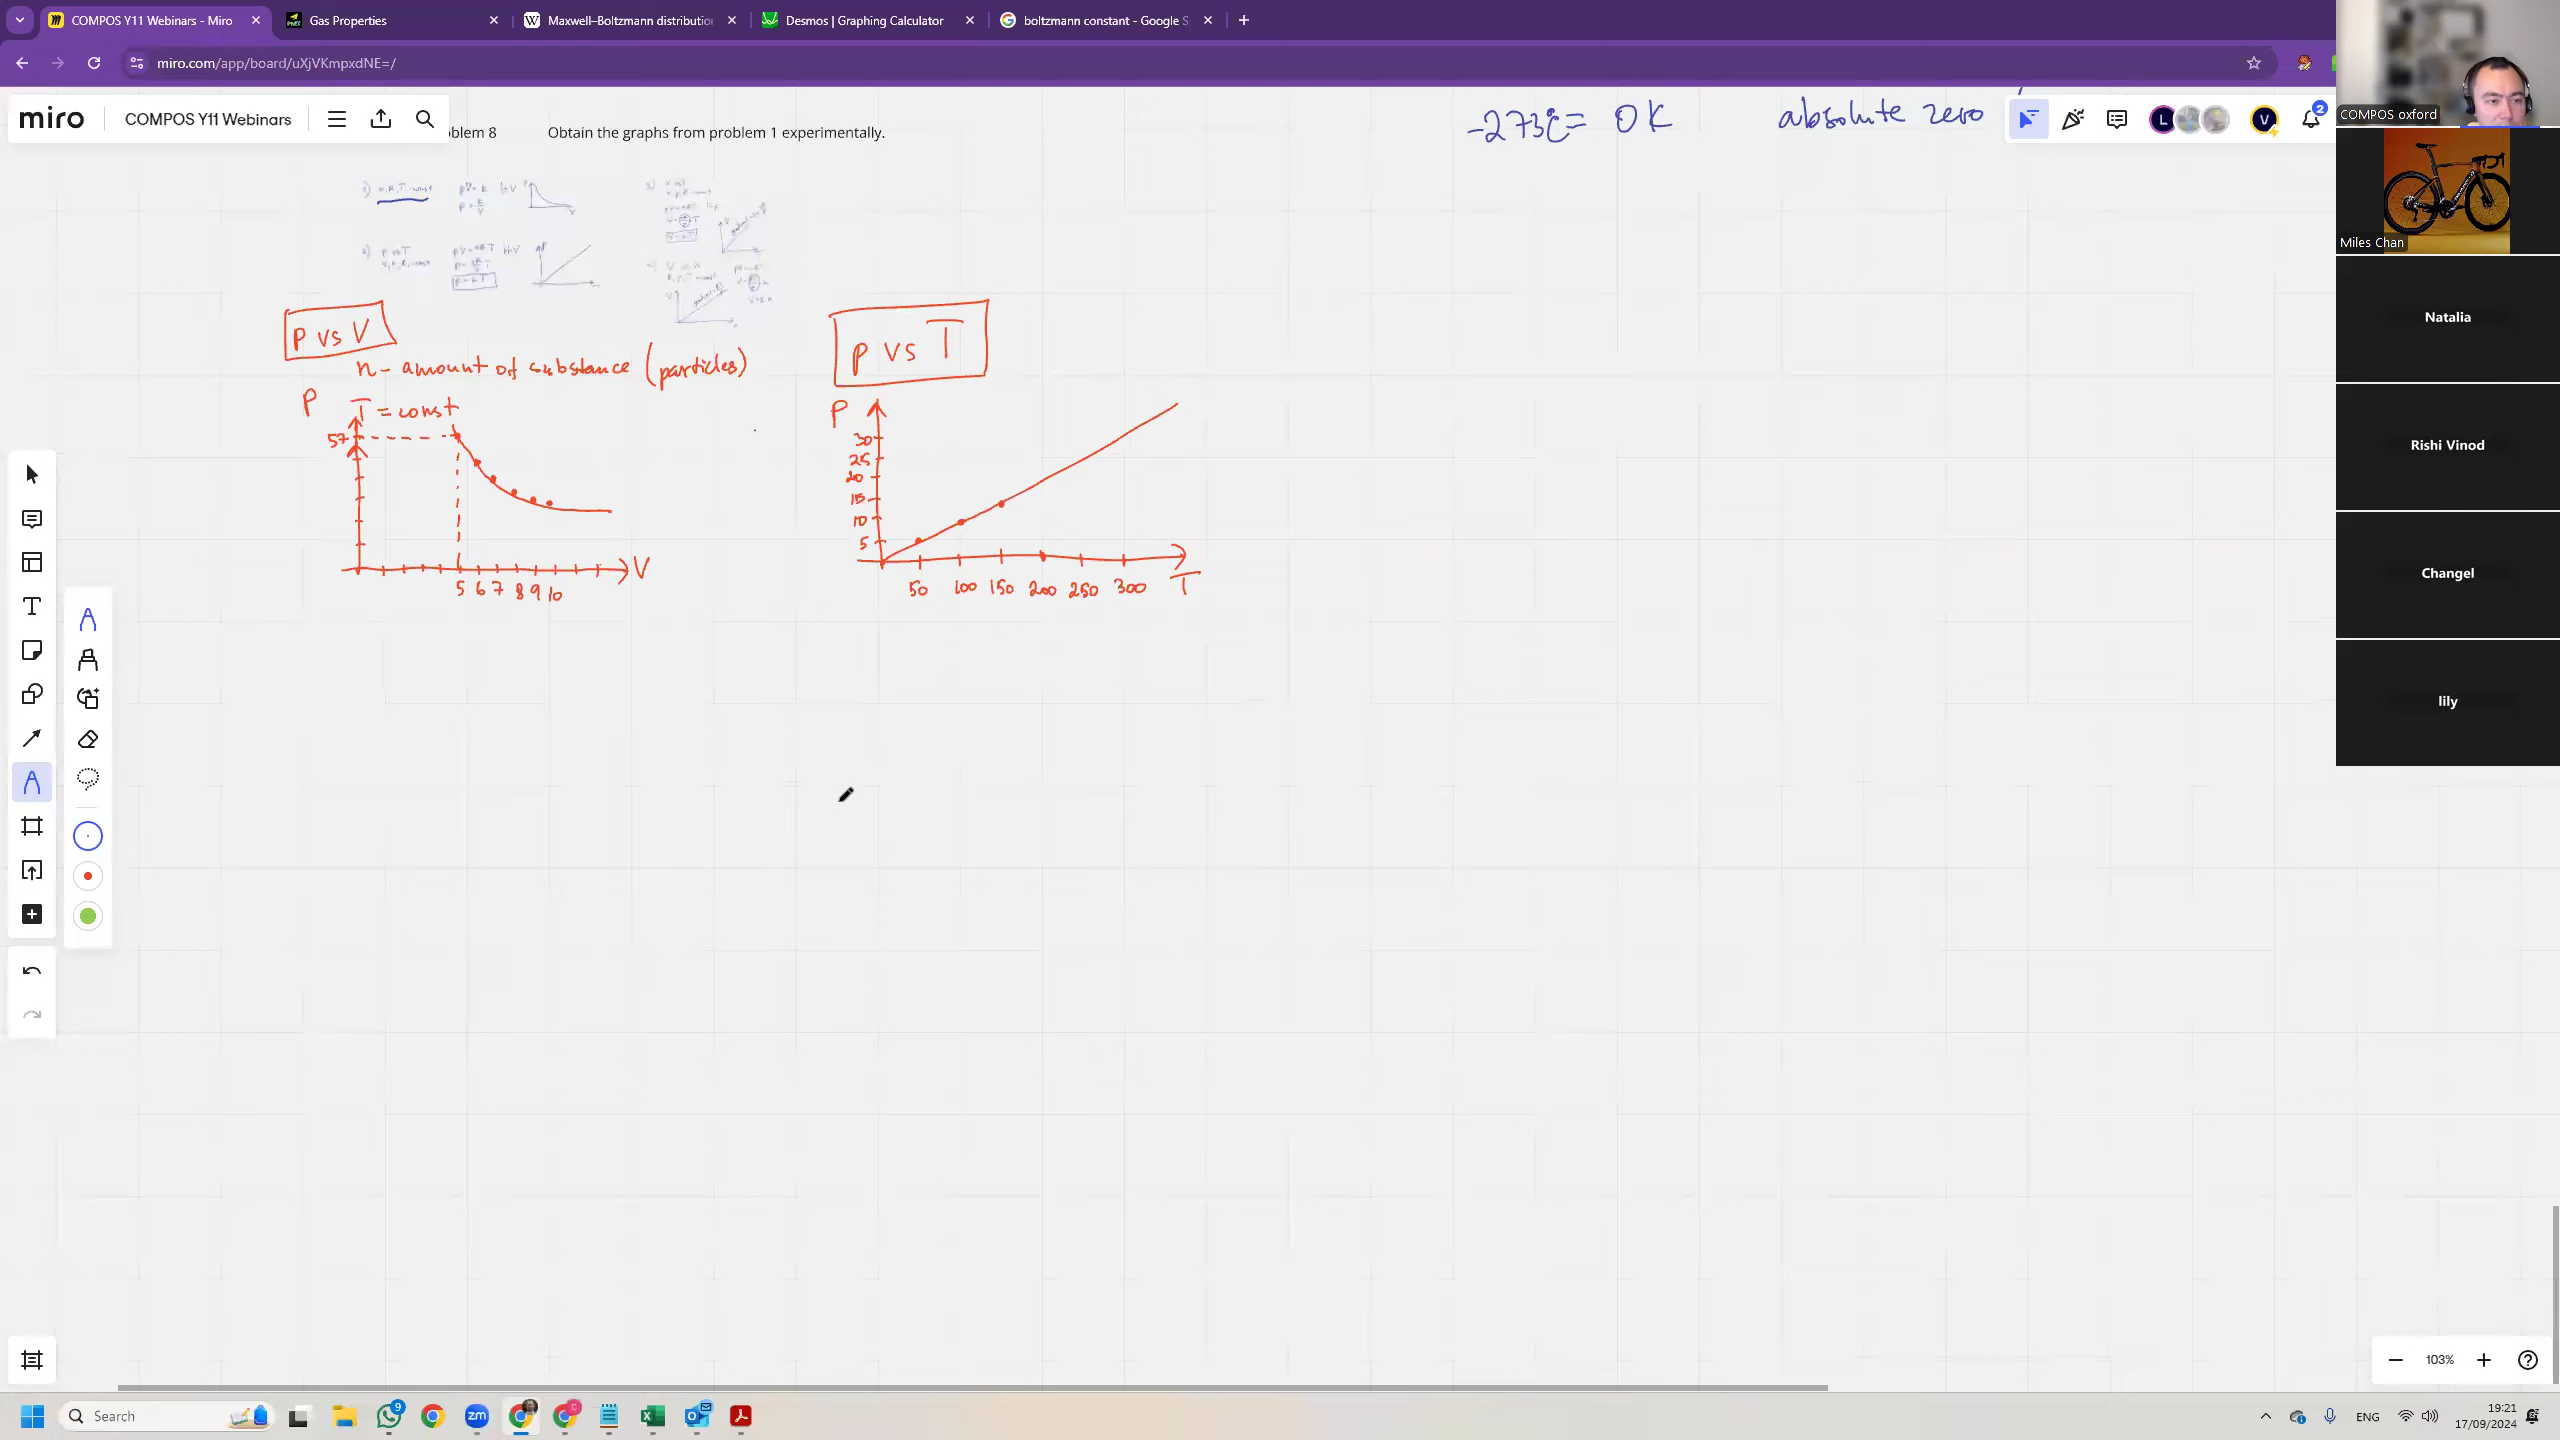 COMPOS Y11 Webinars - Miro
Gas Properties
Maxwell–Boltzmann distributio
Desmos | Graphing Calculator
boltzmann constant - Google S
miro.com/app/board/uXjVKmpxdNE=/
miro
COMPOS Y11 Webinars
oblem 8
Obtain the graphs from problem 1 experimentally.
-273°C = 0 K
absolute zero
L
V
2
COMPOS oxford
Miles Chan
Natalia
Rishi Vinod
Changel
lily
P vs V
n - amount of substance (particles)
P
T = const
57
5 6 7 8 9 10
V
P vs T
P
30
25
20
15
10
5
50 100 150 200 250 300
T
103%
Search
9
ENG
19:21
17/09/2024